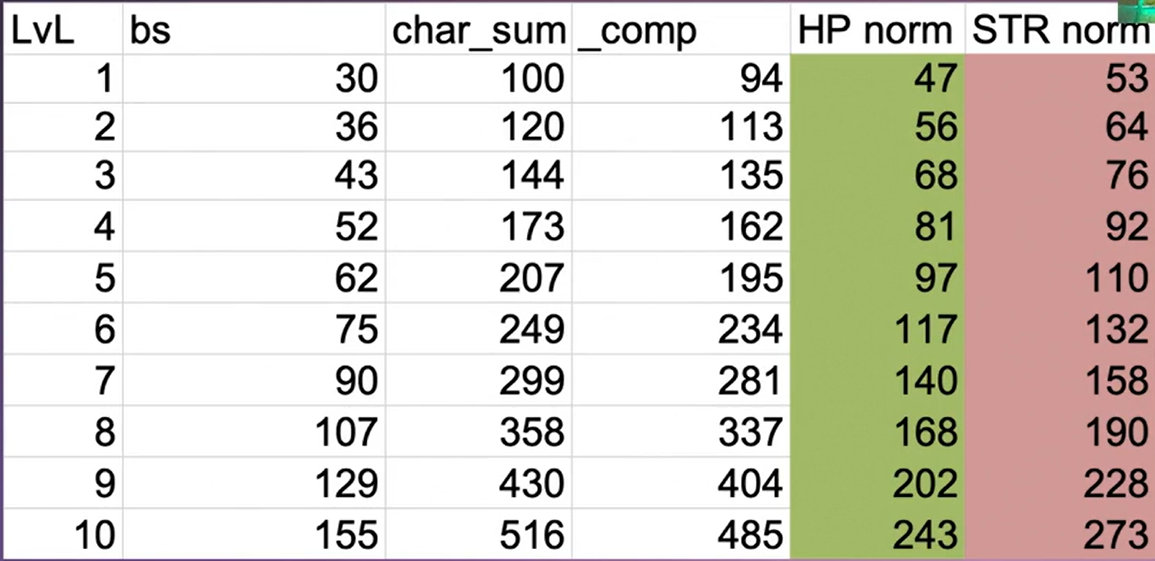 LvL bs char_sum _comp HP norm STR norm
1 30 100 94 47 53
2 36 120 113 56 64
3 43 144 135 68 76
4 52 173 162 81 92
5 62 207 195 97 110
6 75 249 234 117 132
7 90 299 281 140 158
8 107 358 337 168 190
9 129 430 404 202 228
10 155 516 485 243 273